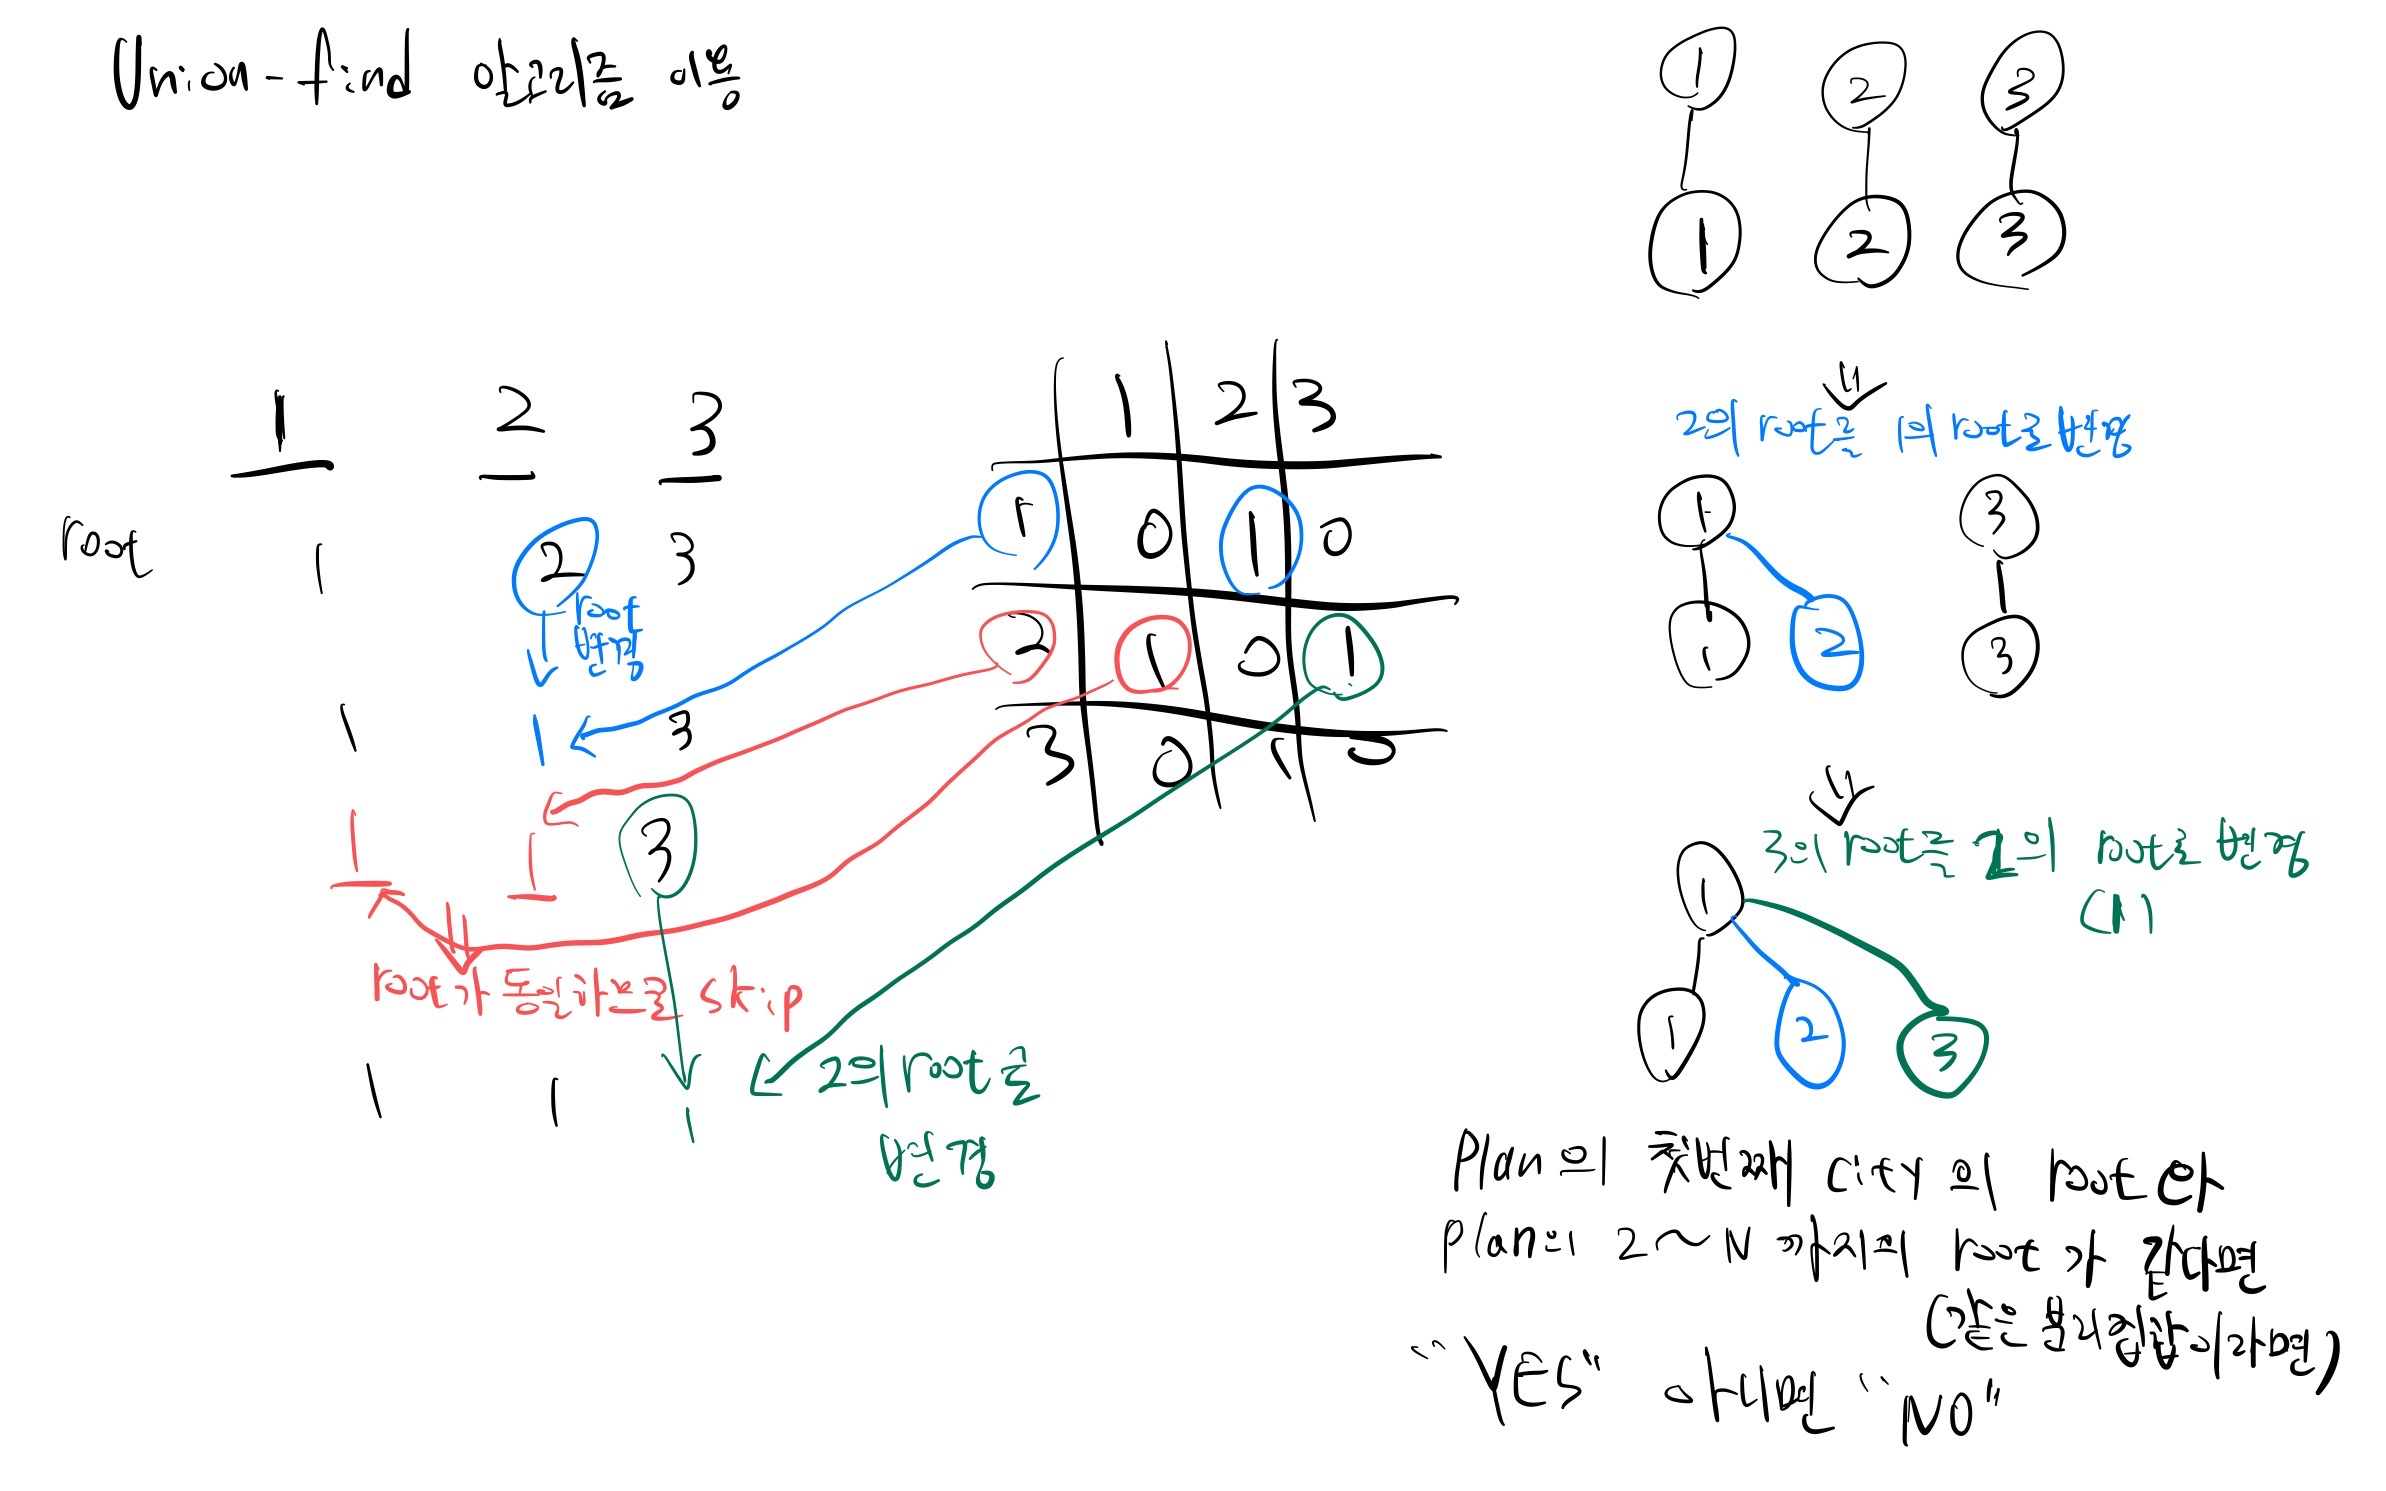 Union-find 이용
1 2 3
root 1 2 3
root
변경
1 1 3
1 1 3
root가 동일하므로 skip
1 1 1
2의 root로
변경
1 2 3
1 0 1 0
2 1 0 1
3 0 1 0
1 2 3
1 2 3
2의 root를 1의 root로 변경
1 3
1 2 3
3의 root를 2의 root로 변경
(1)
1
1 2 3
Plan의 첫번째 city의 root와
Plan의 2~N 까지의 root가 같다면
(같은 분리집합이라면)
"YES" 아니면 "NO"